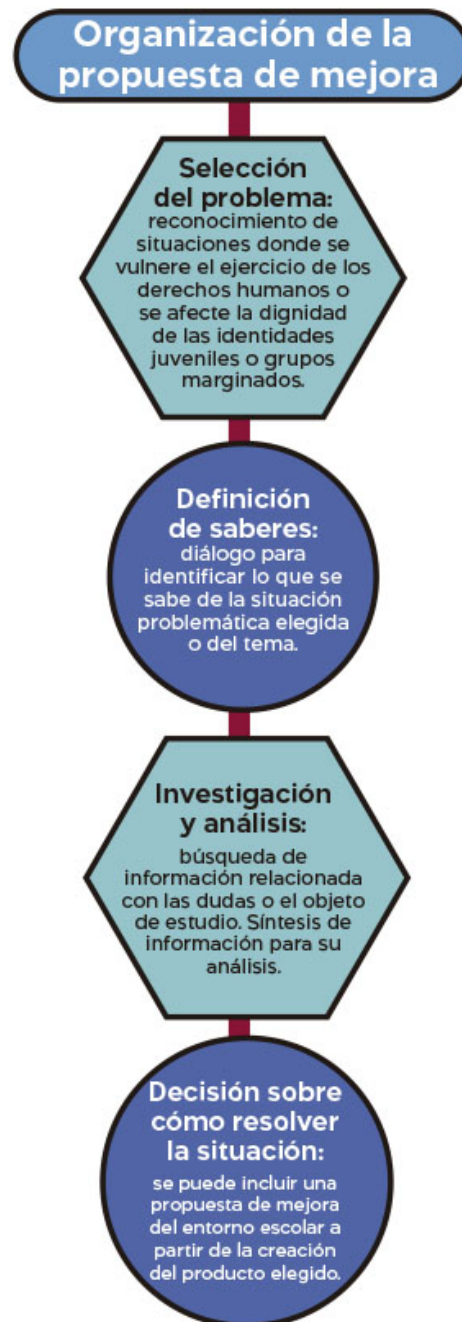 Organización de la
propuesta de mejora
Selección
del problema:
reconocimiento de
situaciones donde se
vulnere el ejercicio de los
derechos humanos o
se afecte la dignidad
de las identidades
juveniles o grupos
marginados.
Definición
de saberes:
diálogo para
identificar lo que se
sabe de la situación
problemática elegida
o del tema.
Investigación
y análisis:
búsqueda de
información relacionada
con las dudas o el objeto
de estudio. Síntesis de
información para su
análisis.
Decisión sobre
cómo resolver
la situación:
se puede incluir una
propuesta de mejora
del entorno escolar a
partir de la creación
del producto elegido.